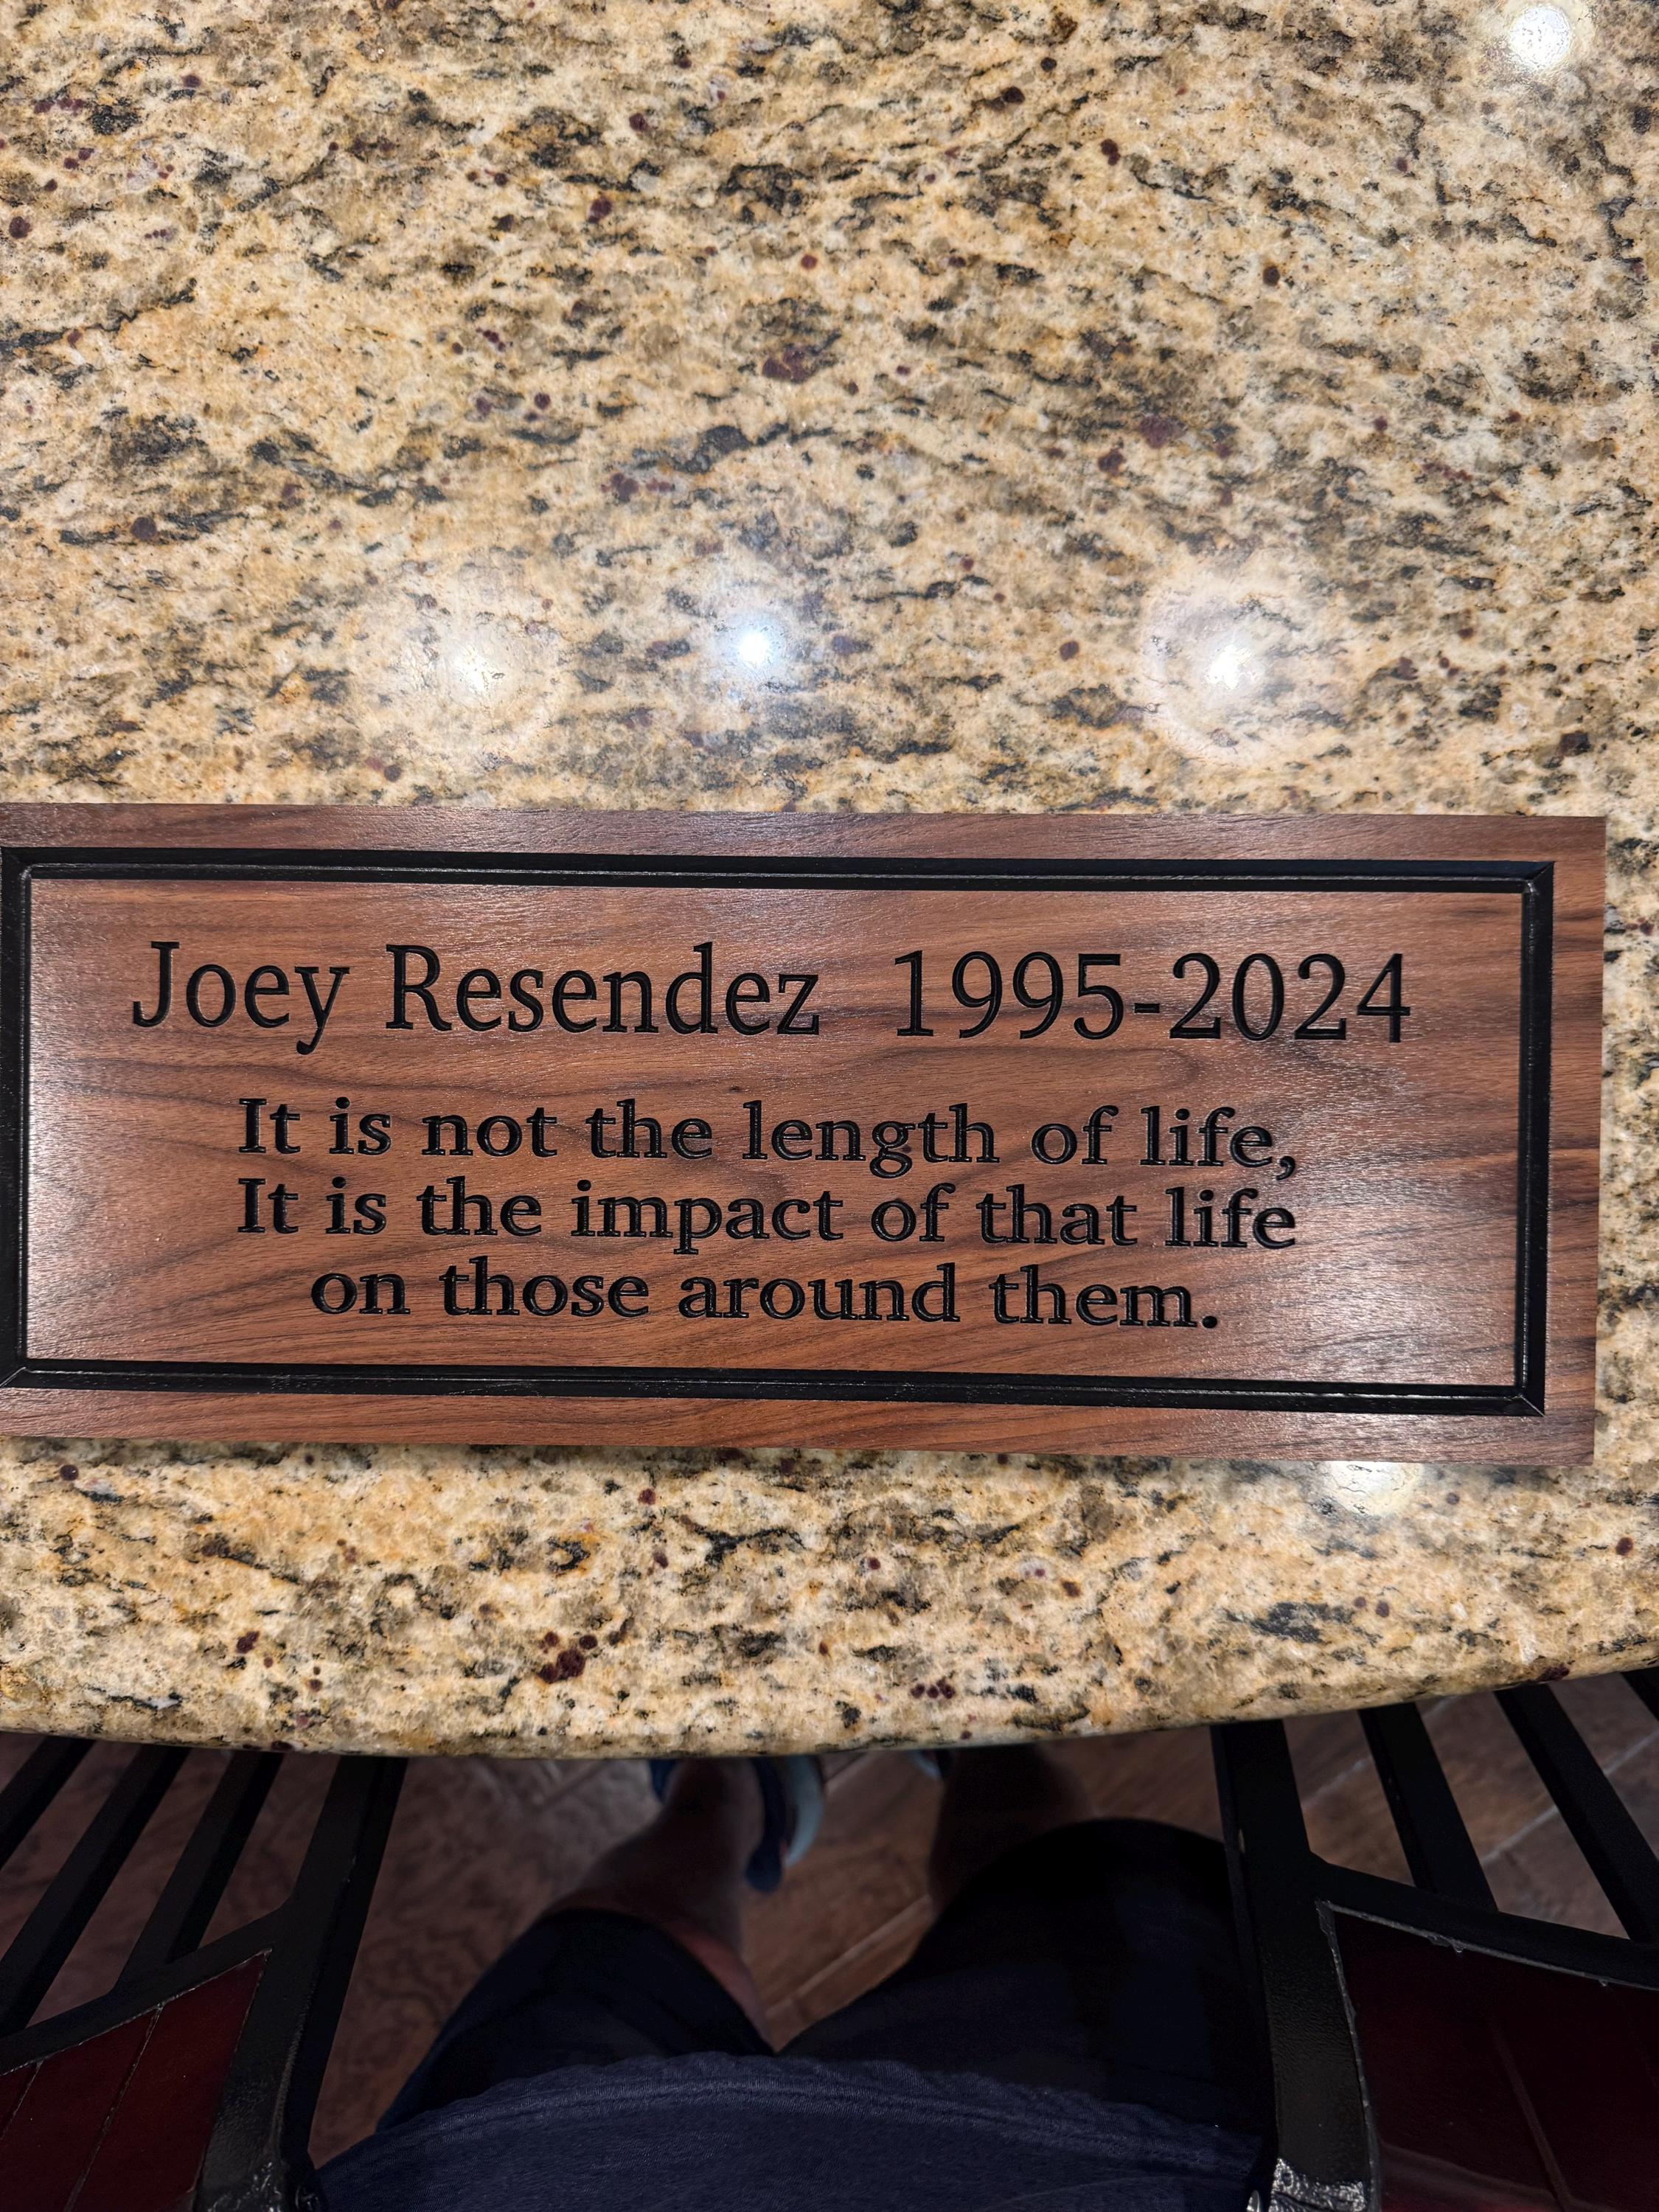 Joey Resendez 1995-2024
It is not the length of life,
It is the impact of that life
on those around them.